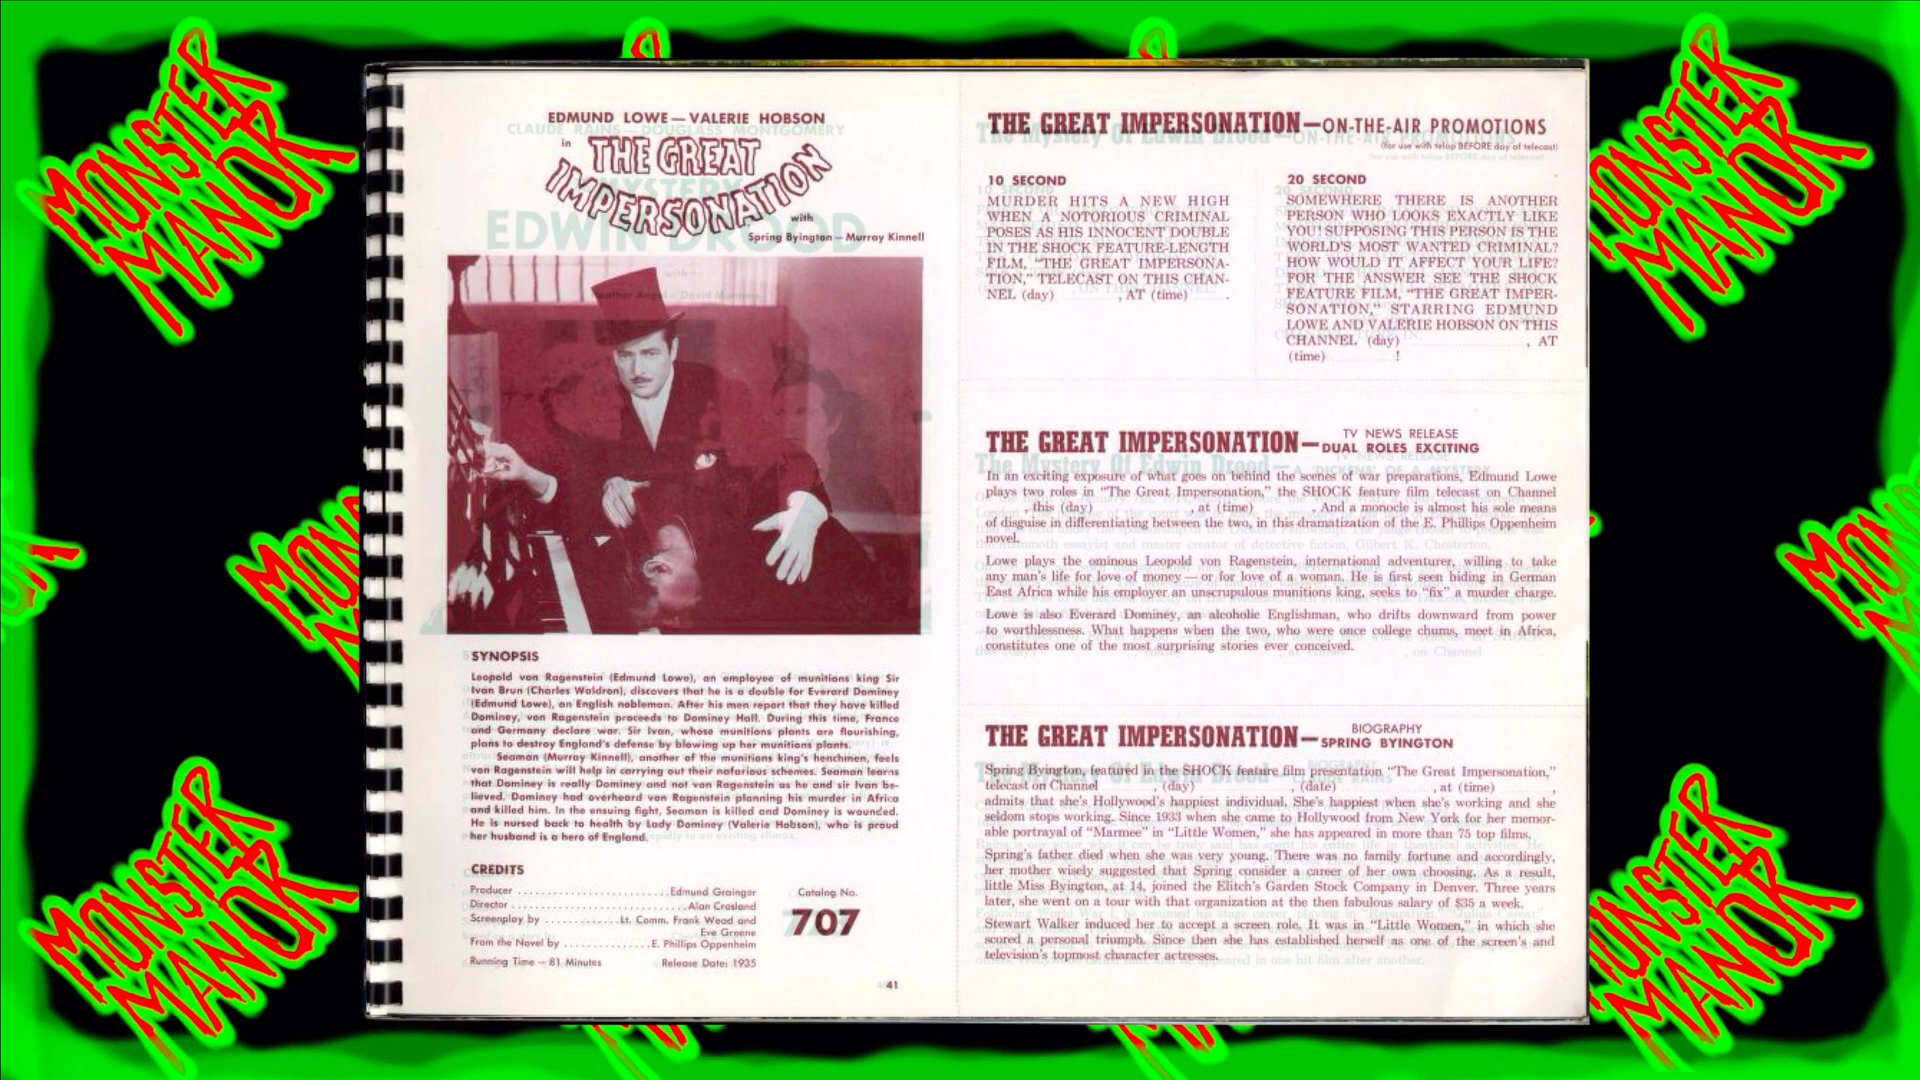 MONSTER
MANOR
MONSTER
MANOR
EDMUND LOWE — VALERIE HOBSON
in THE GREAT
IMPERSONATION
with
Spring Byington — Murray Kinnell
SYNOPSIS
Leopold von Ragenstein (Edmund Lowe), an employee of munitions king Sir
Ivan Brun (Charles Waldron), discovers that he is a double for Everard Dominey
(Edmund Lowe), an English nobleman. After his men report that they have killed
Dominey, von Ragenstein proceeds to Dominey Hall. During this time, France
and Germany declare war. Sir Ivan, whose munitions plants are flourishing,
plans to destroy England's defense by blowing up her munitions plants.
Seaman (Murray Kinnell), another of the munitions king's henchmen, feels
von Ragenstein will help in carrying out their nafarious schemes. Seaman learns
that Dominey is really Dominey and not von Ragenstein as he and sir Ivan be-
lieved. Dominey had overheard von Ragenstein planning his murder in Africa
and killed him. In the ensuing fight, Seaman is killed and Dominey is wounded.
He is nursed back to health by Lady Dominey (Valerie Hobson), who is proud
her husband is a hero of England.
CREDITS
Producer ........................ Edmund Grainger
Director ........................ Alan Crosland
Screenplay by ............ Lt. Comm. Frank Wead and
Eve Greene
From the Novel by .............. E. Phillips Oppenheim
Running Time — 81 Minutes Release Date: 1935
Catalog No.
707
41
THE GREAT IMPERSONATION—ON-THE-AIR PROMOTIONS
(for use with telop BEFORE day of telecast)
10 SECOND
MURDER HITS A NEW HIGH
WHEN A NOTORIOUS CRIMINAL
POSES AS HIS INNOCENT DOUBLE
IN THE SHOCK FEATURE-LENGTH
FILM, "THE GREAT IMPERSONA-
TION," TELECAST ON THIS CHAN-
NEL (day) , AT (time) .
20 SECOND
SOMEWHERE THERE IS ANOTHER
PERSON WHO LOOKS EXACTLY LIKE
YOU! SUPPOSING THIS PERSON IS THE
WORLD'S MOST WANTED CRIMINAL?
HOW WOULD IT AFFECT YOUR LIFE?
FOR THE ANSWER SEE THE SHOCK
FEATURE FILM, "THE GREAT IMPER-
SONATION," STARRING EDMUND
LOWE AND VALERIE HOBSON ON THIS
CHANNEL (day) , AT
(time) !
THE GREAT IMPERSONATION—TV NEWS RELEASE
DUAL ROLES EXCITING
In an exciting exposure of what goes on behind the scenes of war preparations, Edmund Lowe
plays two roles in "The Great Impersonation," the SHOCK feature film telecast on Channel
, this (day) , at (time) . And a monocle is almost his sole means
of disguise in differentiating between the two, in this dramatization of the E. Phillips Oppenheim
novel.
Lowe plays the ominous Leopold von Ragenstein, international adventurer, willing to take
any man's life for love of money — or for love of a woman. He is first seen hiding in German
East Africa while his employer an unscrupulous munitions king, seeks to "fix" a murder charge.
Lowe is also Everard Dominey, an alcoholic Englishman, who drifts downward from power
to worthlessness. What happens when the two, who were once college chums, meet in Africa,
constitutes one of the most surprising stories ever conceived.
THE GREAT IMPERSONATION—BIOGRAPHY
SPRING BYINGTON
Spring Byington, featured in the SHOCK feature film presentation "The Great Impersonation,"
telecast on Channel , (day) , (date) , at (time) ,
admits that she's Hollywood's happiest individual. She's happiest when she's working and she
seldom stops working. Since 1933 when she came to Hollywood from New York for her memor-
able portrayal of "Marmee" in "Little Women," she has appeared in more than 75 top films.
Spring's father died when she was very young. There was no family fortune and accordingly,
her mother wisely suggested that Spring consider a career of her own choosing. As a result,
little Miss Byington, at 14, joined the Elitch's Garden Stock Company in Denver. Three years
later, she went on a tour with that organization at the then fabulous salary of $35 a week.
Stewart Walker induced her to accept a screen role. It was in "Little Women," in which she
scored a personal triumph. Since then she has established herself as one of the screen's and
television's topmost character actresses.
MONSTER
MANOR
MONSTER
MANOR